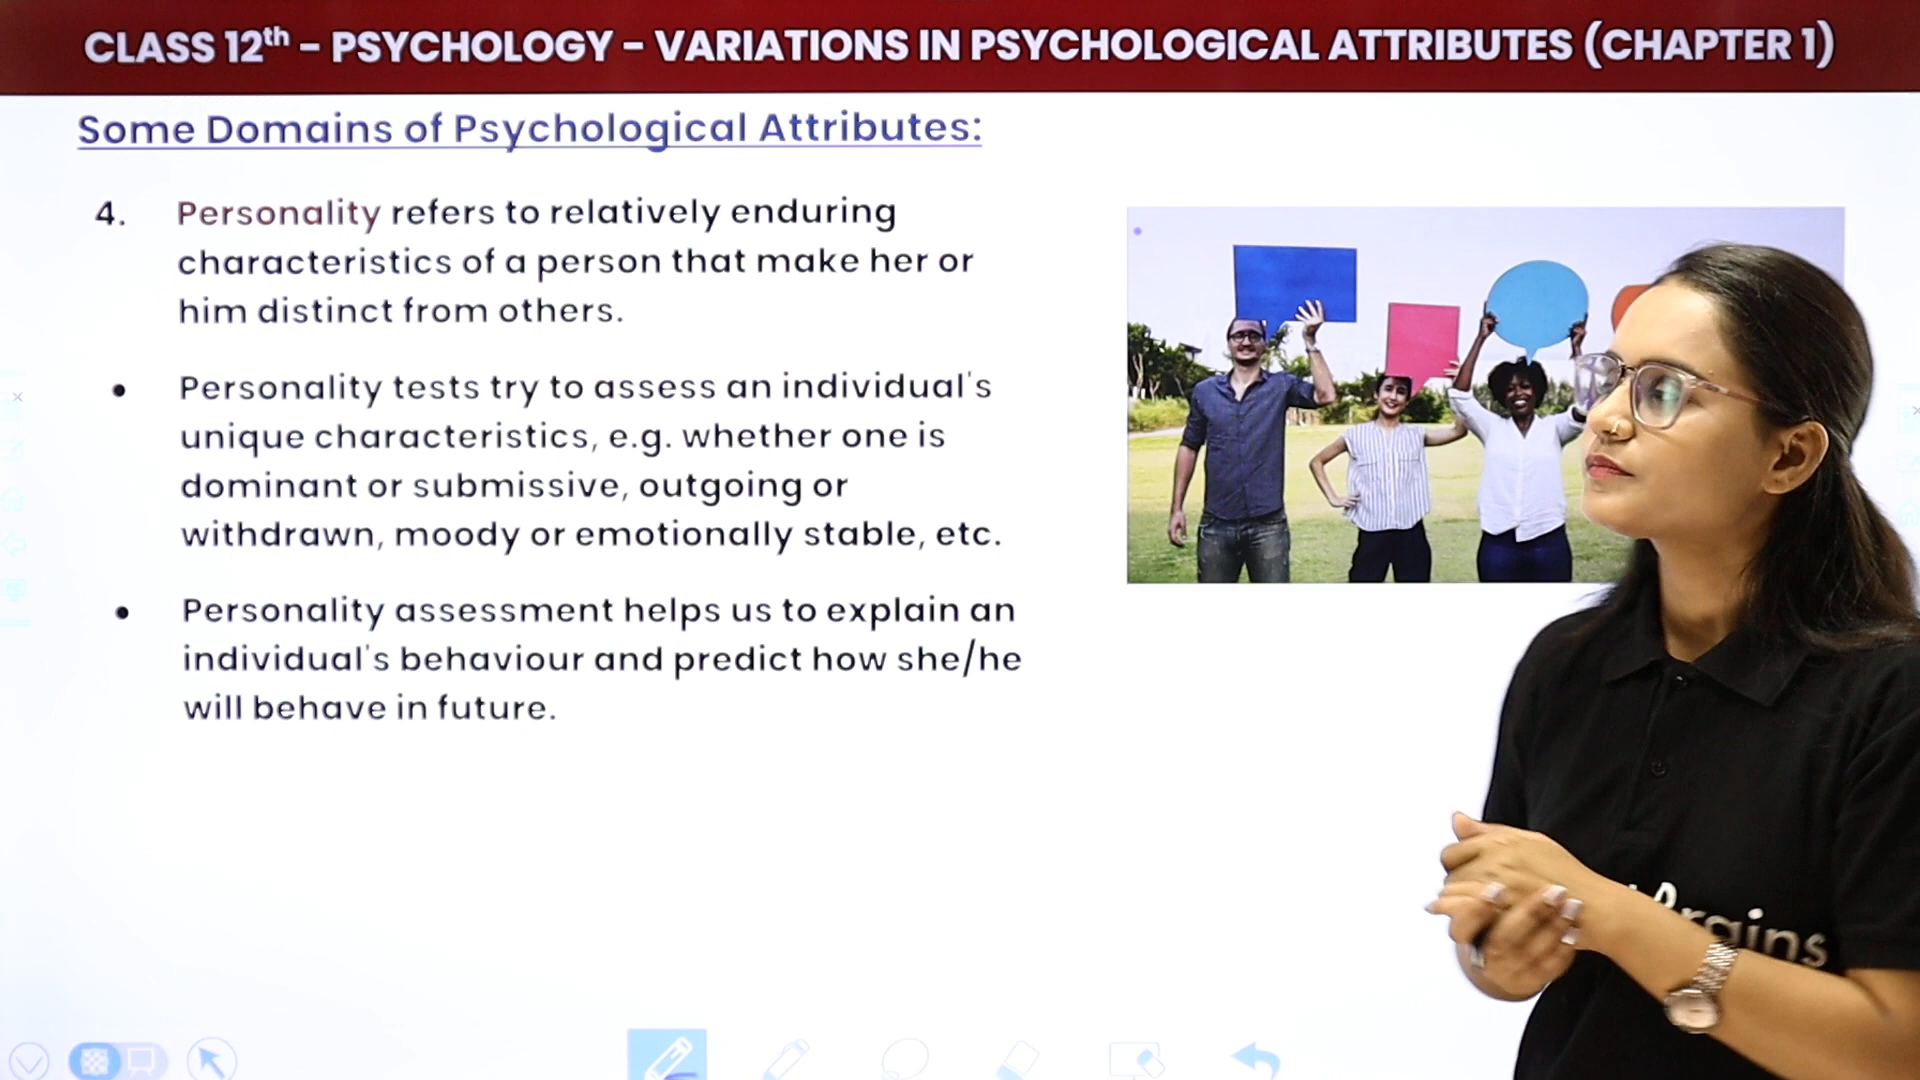 CLASS 12th – PSYCHOLOGY – VARIATIONS IN PSYCHOLOGICAL ATTRIBUTES (CHAPTER 1)
Some Domains of Psychological Attributes:
4. Personality refers to relatively enduring
characteristics of a person that make her or
him distinct from others.
• Personality tests try to assess an individual's
unique characteristics, e.g. whether one is
dominant or submissive, outgoing or
withdrawn, moody or emotionally stable, etc.
• Personality assessment helps us to explain an
individual's behaviour and predict how she/he
will behave in future.